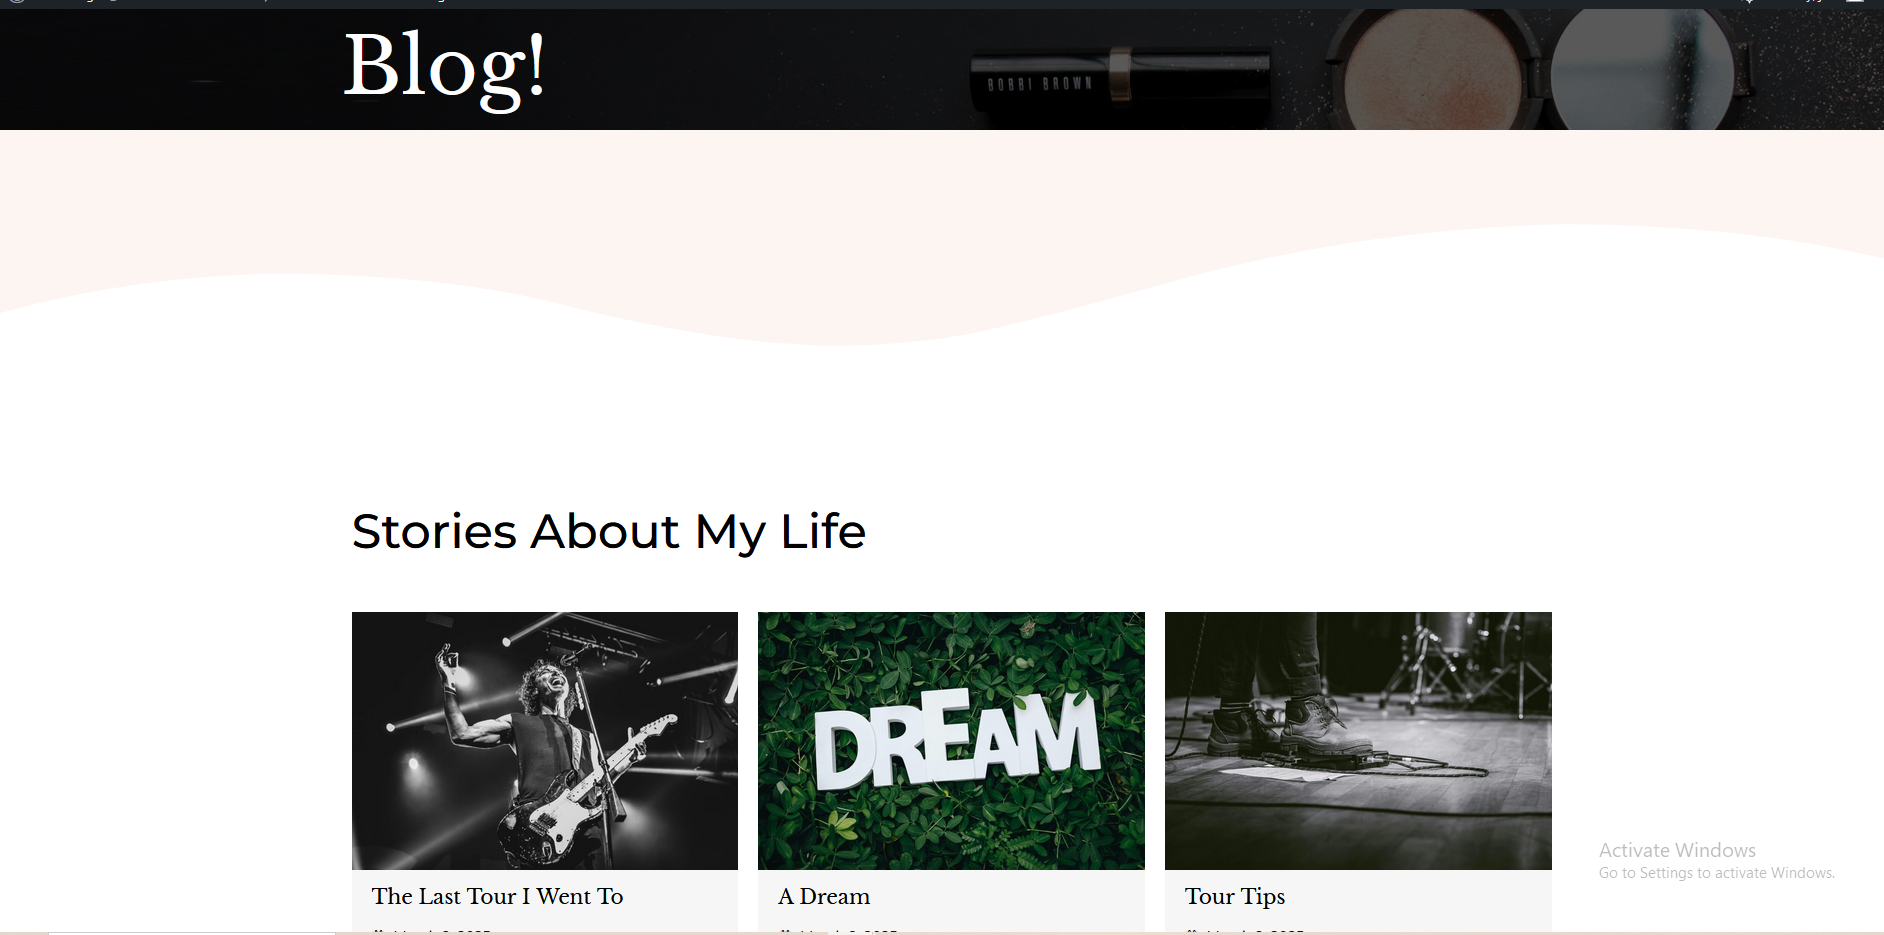 Blog!
BOBBI BROWN
Stories About My Life
DREAM
The Last Tour I Went To
A Dream
Tour Tips
Activate Windows
Go to Settings to activate Windows.